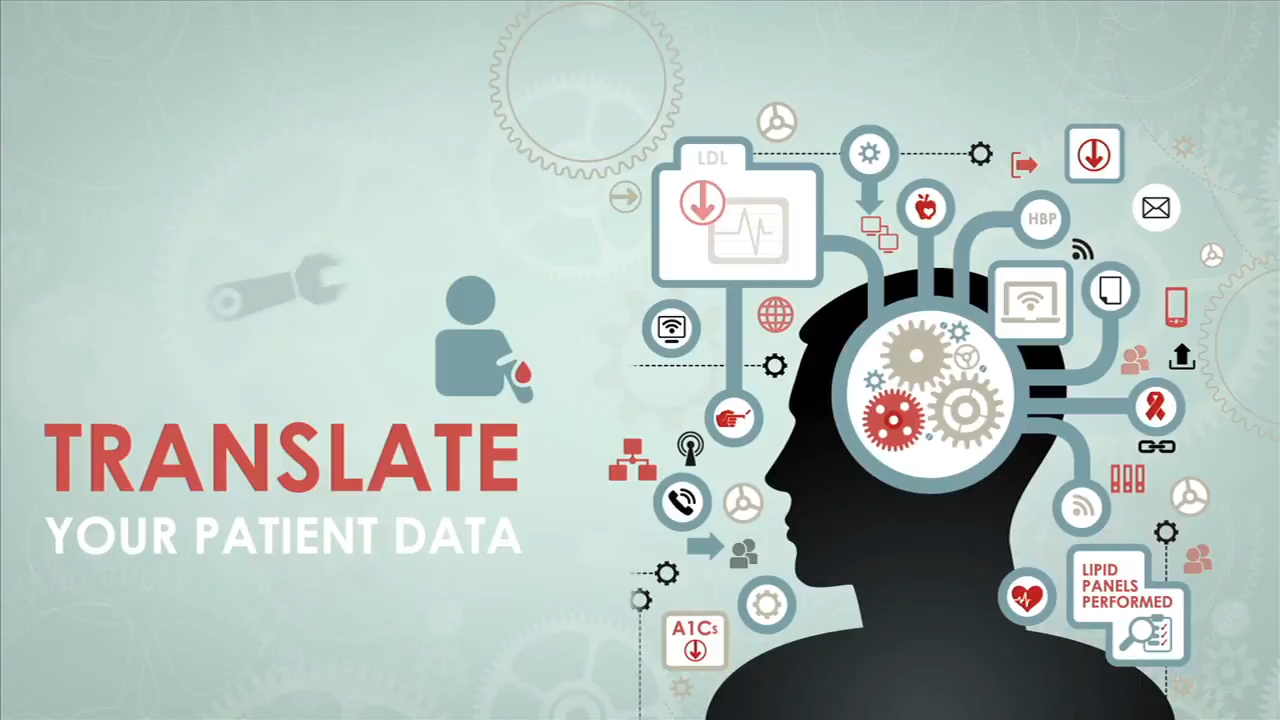 TRANSLATE
YOUR PATIENT DATA
LDL
HBP
A1Cs
LIPID
PANELS
PERFORMED